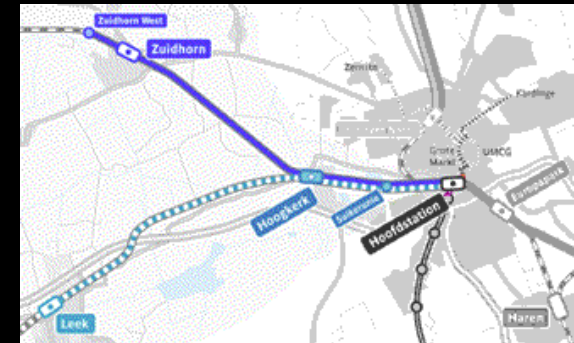 Zuidhorn West
Zuidhorn
Zernike
Kardinge
Grote
Markt
UMCG
Europapark
Hoogkerk
Suikerunie
Hoofdstation
Leek
Haren